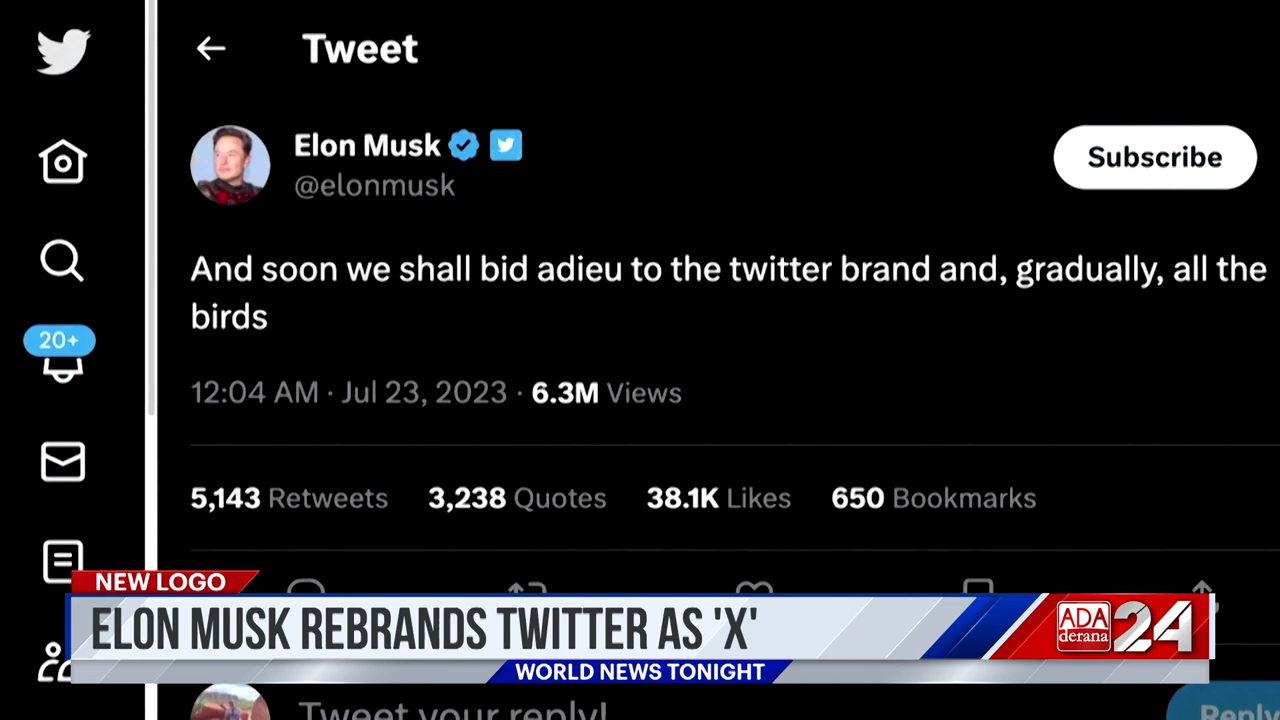 Tweet
Elon Musk
@elonmusk
Subscribe
And soon we shall bid adieu to the twitter brand and, gradually, all the
birds
20+
12:04 AM · Jul 23, 2023 · 6.3M Views
5,143 Retweets 3,238 Quotes 38.1K Likes 650 Bookmarks
NEW LOGO
ELON MUSK REBRANDS TWITTER AS 'X'
ADA
derana
24
WORLD NEWS TONIGHT
Tweet your reply!
Reply